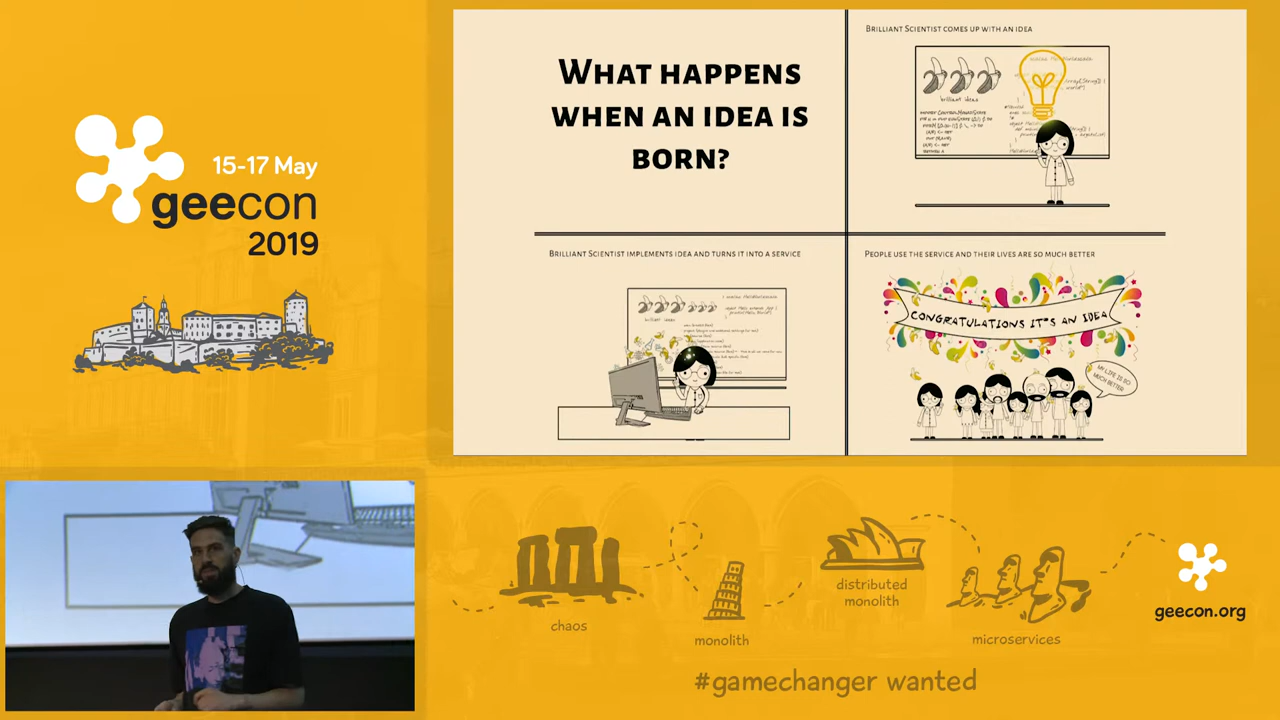 15-17 May
geecon
2019
WHAT HAPPENS
WHEN AN IDEA IS
BORN?
BRILLIANT SCIENTIST COMES UP WITH AN IDEA
brilliant ideas
BRILLIANT SCIENTIST IMPLEMENTS IDEA AND TURNS IT INTO A SERVICE
brilliant ideas
PEOPLE USE THE SERVICE AND THEIR LIVES ARE SO MUCH BETTER
CONGRATULATIONS IT'S AN IDEA
MY LIFE IS SO
MUCH BETTER
chaos
monolith
distributed
monolith
microservices
geecon.org
#gamechanger wanted